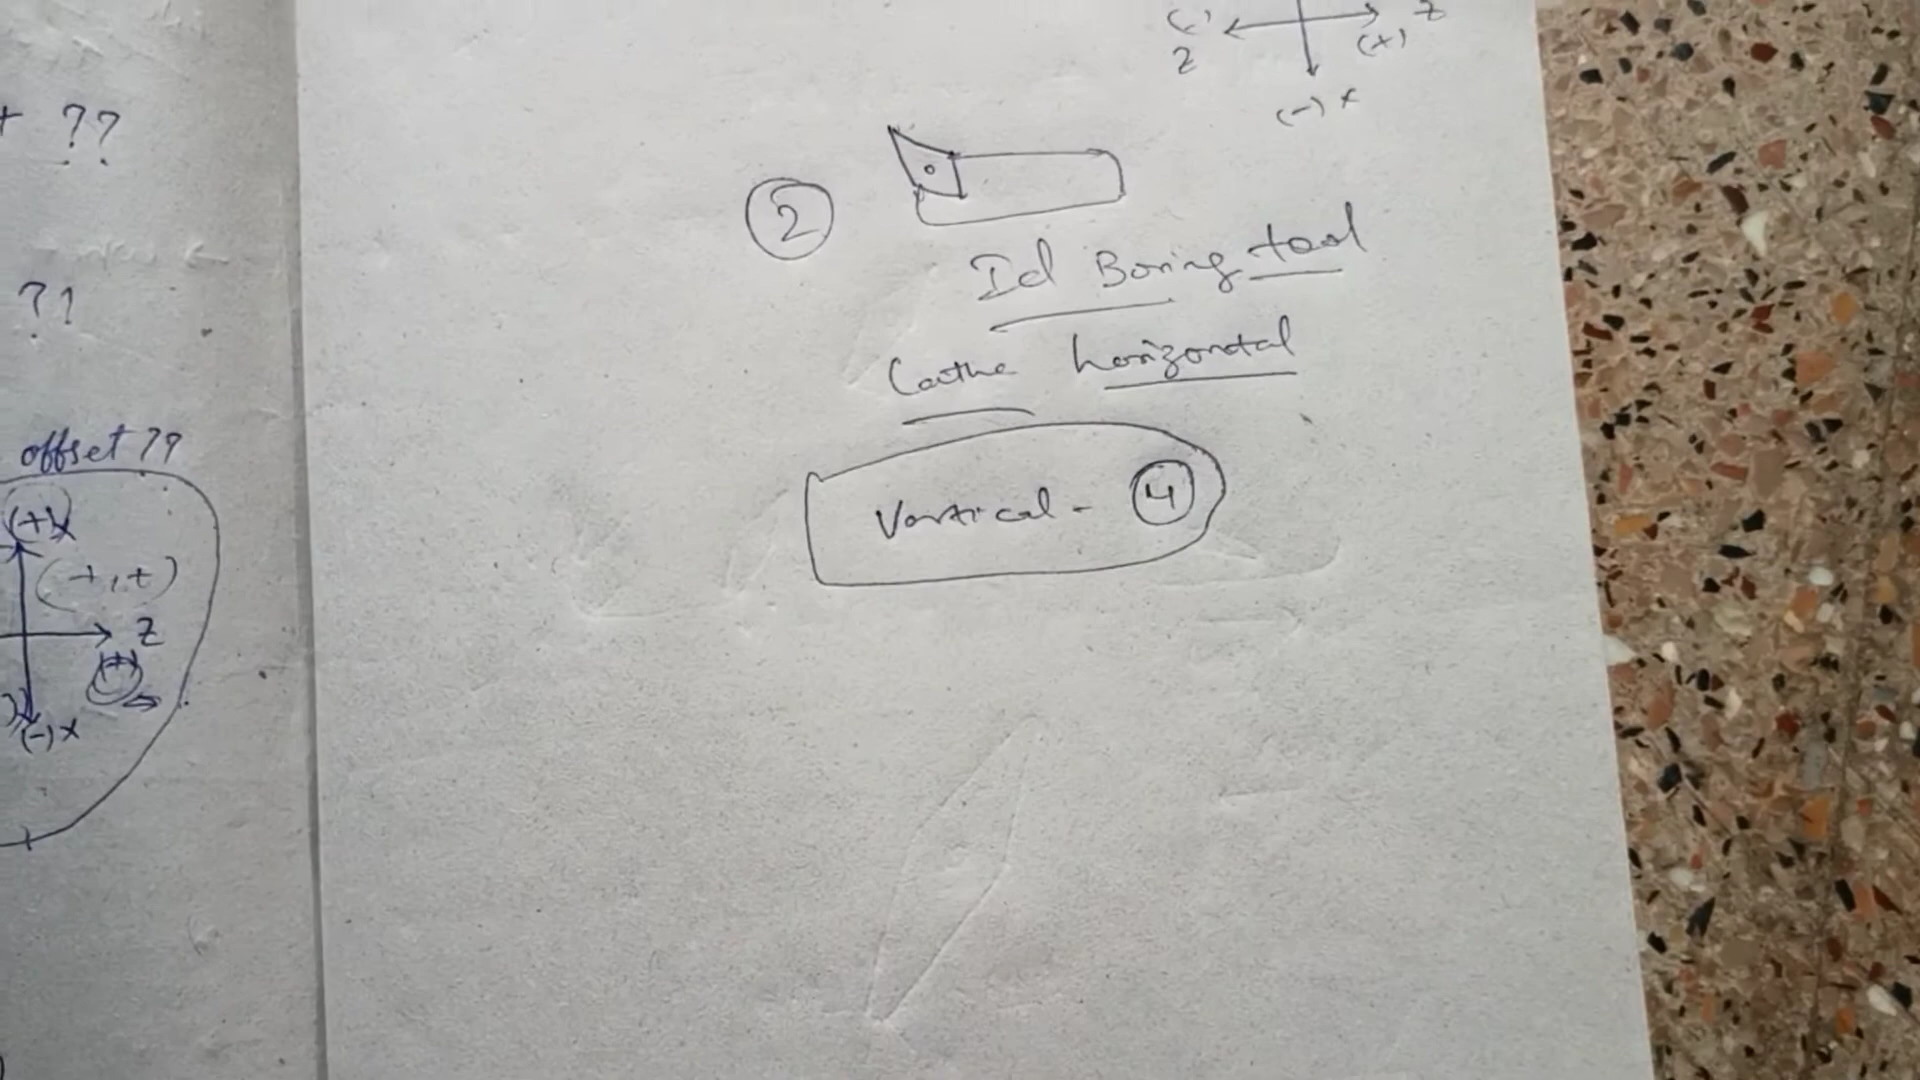 + ??
??
offset ??
(+)x
(+,+)
Z
(+)
(-)x
(-)
Z
Z
(+)
(-) x
2
Id Boring tool
Lathe horizontal
Vertical - 4